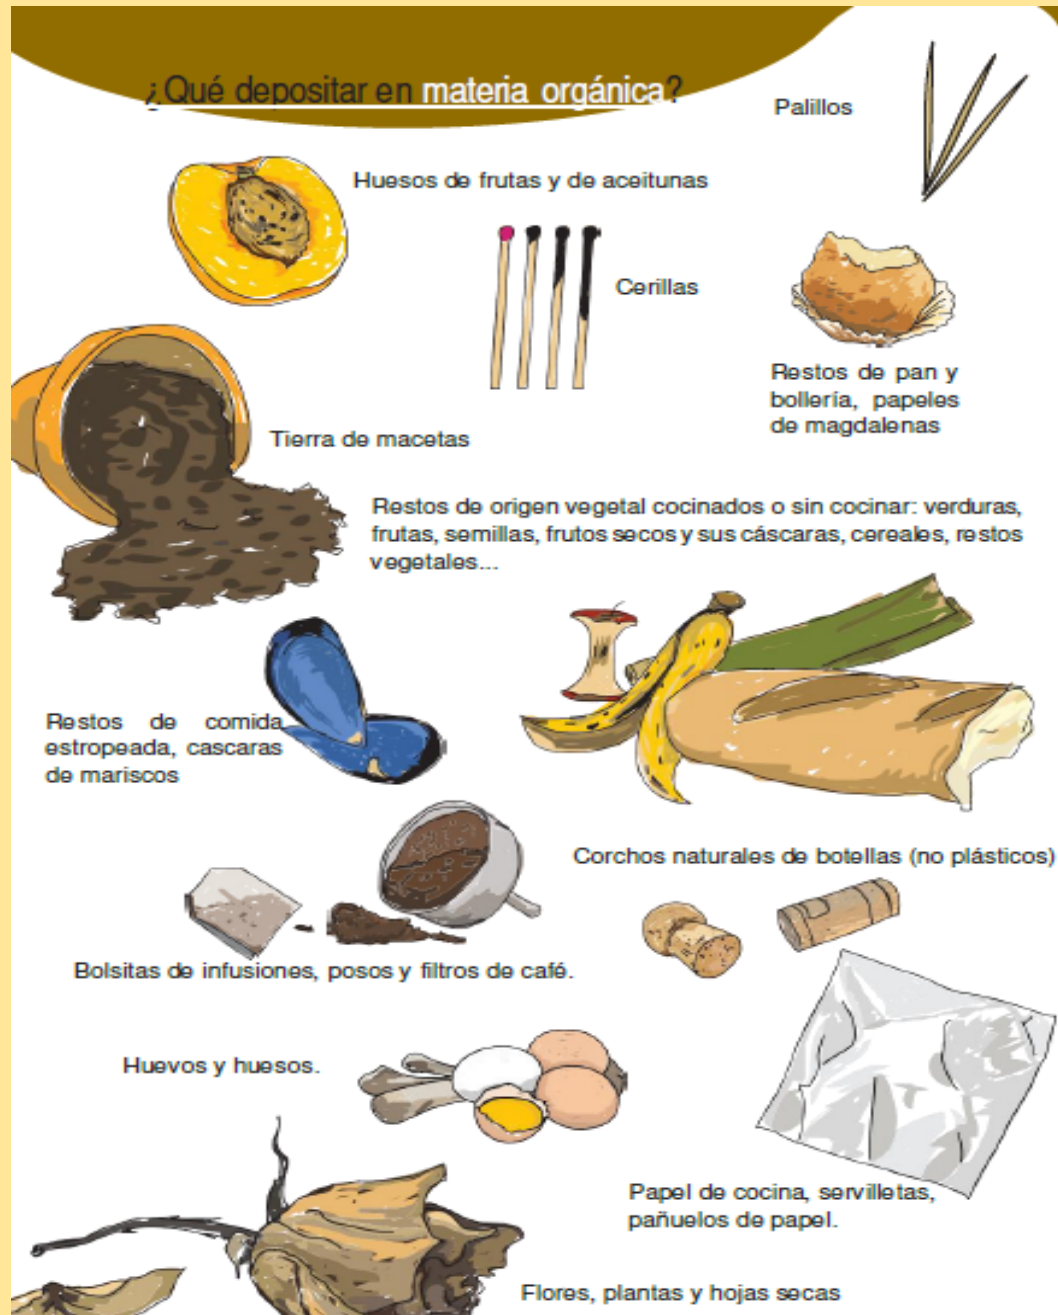 ¿Qué depositar en materia orgánica?
Palillos
Huesos de frutas y de aceitunas
Cerillas
Restos de pan y
bollería, papeles
de magdalenas
Tierra de macetas
Restos de origen vegetal cocinados o sin cocinar: verduras,
frutas, semillas, frutos secos y sus cáscaras, cereales, restos
vegetales...
Restos de comida
estropeada, cascaras
de mariscos
Corchos naturales de botellas (no plásticos)
Bolsitas de infusiones, posos y filtros de café.
Huevos y huesos.
Papel de cocina, servilletas,
pañuelos de papel.
Flores, plantas y hojas secas